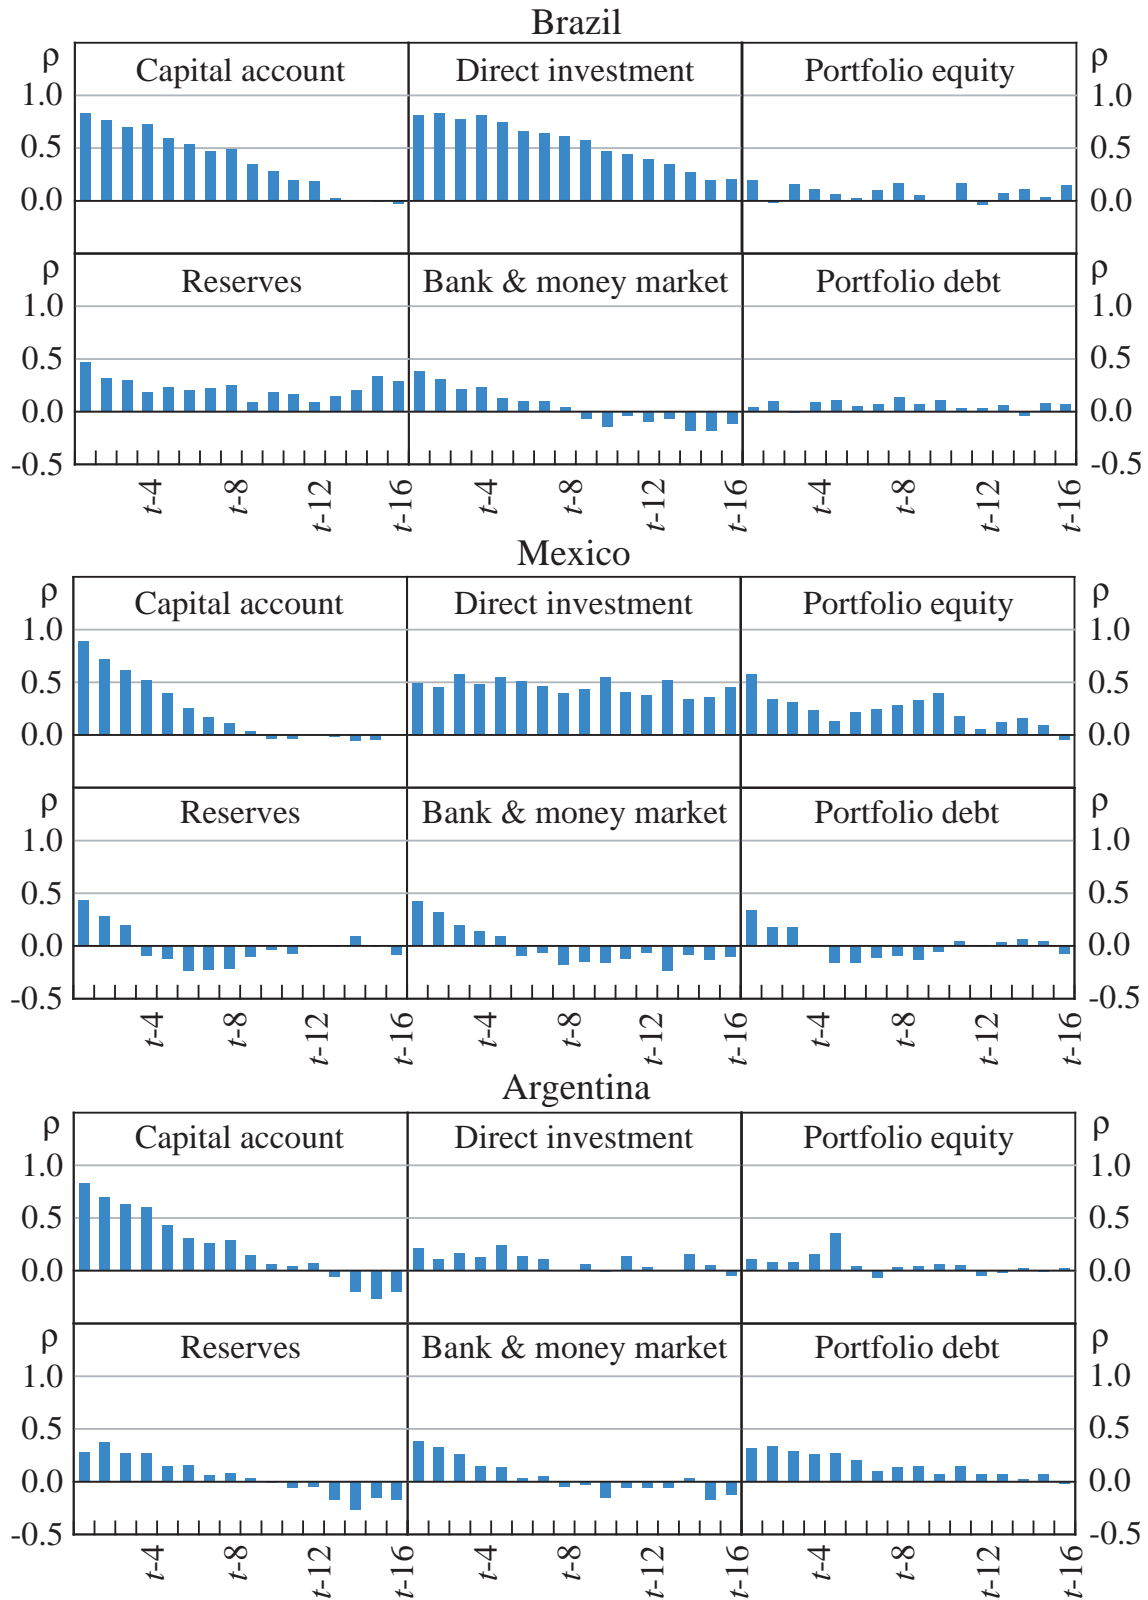 Brazil
ρ Capital account Direct investment Portfolio equity ρ
1.0 1.0
0.5 0.5
0.0 0.0
ρ Reserves Bank & money market Portfolio debt ρ
1.0 1.0
0.5 0.5
0.0 0.0
-0.5 -0.5
t-4 t-8 t-12 t-16 t-4 t-8 t-12 t-16 t-4 t-8 t-12 t-16
Mexico
ρ Capital account Direct investment Portfolio equity ρ
1.0 1.0
0.5 0.5
0.0 0.0
ρ Reserves Bank & money market Portfolio debt ρ
1.0 1.0
0.5 0.5
0.0 0.0
-0.5 -0.5
t-4 t-8 t-12 t-16 t-4 t-8 t-12 t-16 t-4 t-8 t-12 t-16
Argentina
ρ Capital account Direct investment Portfolio equity ρ
1.0 1.0
0.5 0.5
0.0 0.0
ρ Reserves Bank & money market Portfolio debt ρ
1.0 1.0
0.5 0.5
0.0 0.0
-0.5 -0.5
t-4 t-8 t-12 t-16 t-4 t-8 t-12 t-16 t-4 t-8 t-12 t-16